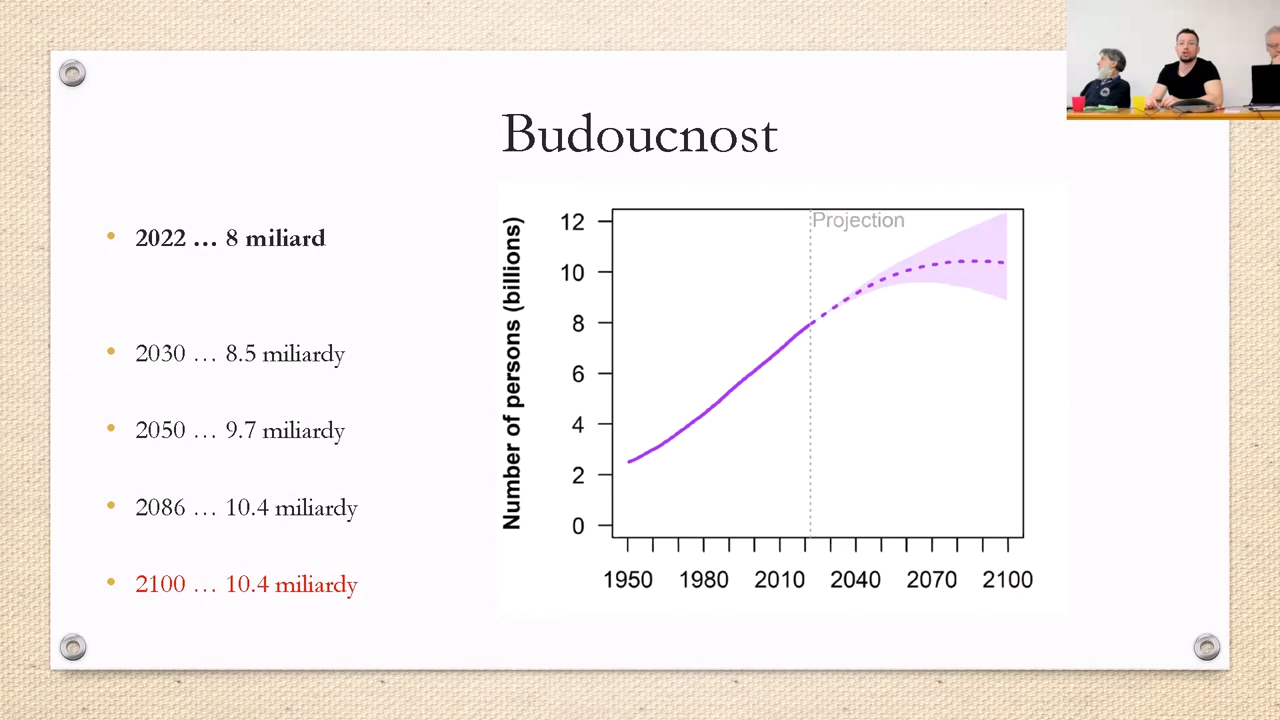 Budoucnost
2022 … 8 miliard
2030 … 8.5 miliardy
2050 … 9.7 miliardy
2086 … 10.4 miliardy
2100 … 10.4 miliardy
Number of persons (billions)
12
10
8
6
4
2
0
Projection
1950 1980 2010 2040 2070 2100